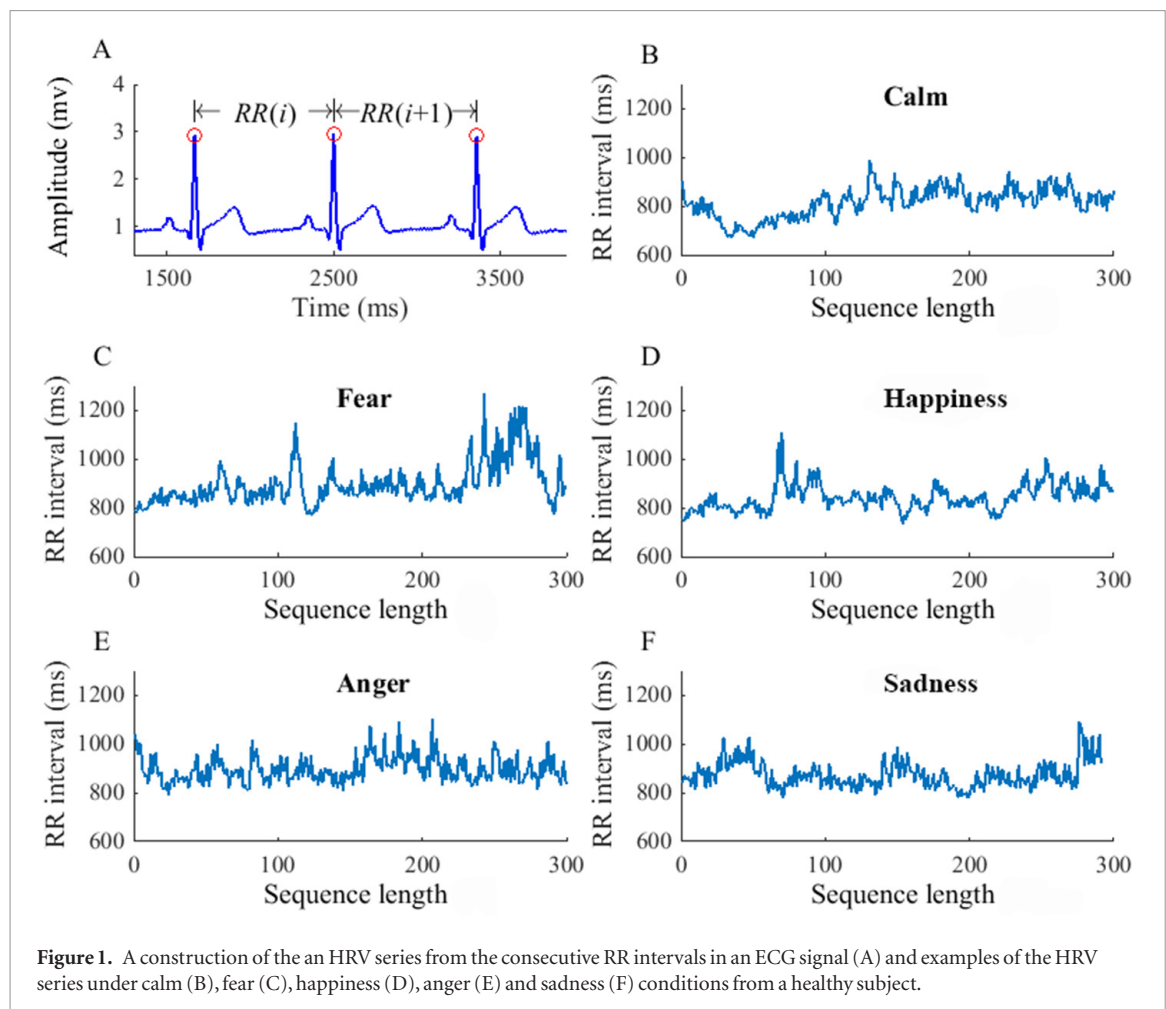 A
Amplitude (mv)
4
3
2
1
RR(i)
RR(i+1)
1500
2500
3500
Time (ms)
B
Calm
RR interval (ms)
1200
1000
800
600
0
100
200
300
Sequence length
C
Fear
RR interval (ms)
1200
1000
800
600
0
100
200
300
Sequence length
D
Happiness
RR interval (ms)
1200
1000
800
600
0
100
200
300
Sequence length
E
Anger
RR interval (ms)
1200
1000
800
600
0
100
200
300
Sequence length
F
Sadness
RR interval (ms)
1200
1000
800
600
0
100
200
300
Sequence length
Figure 1. A construction of the an HRV series from the consecutive RR intervals in an ECG signal (A) and examples of the HRV
series under calm (B), fear (C), happiness (D), anger (E) and sadness (F) conditions from a healthy subject.